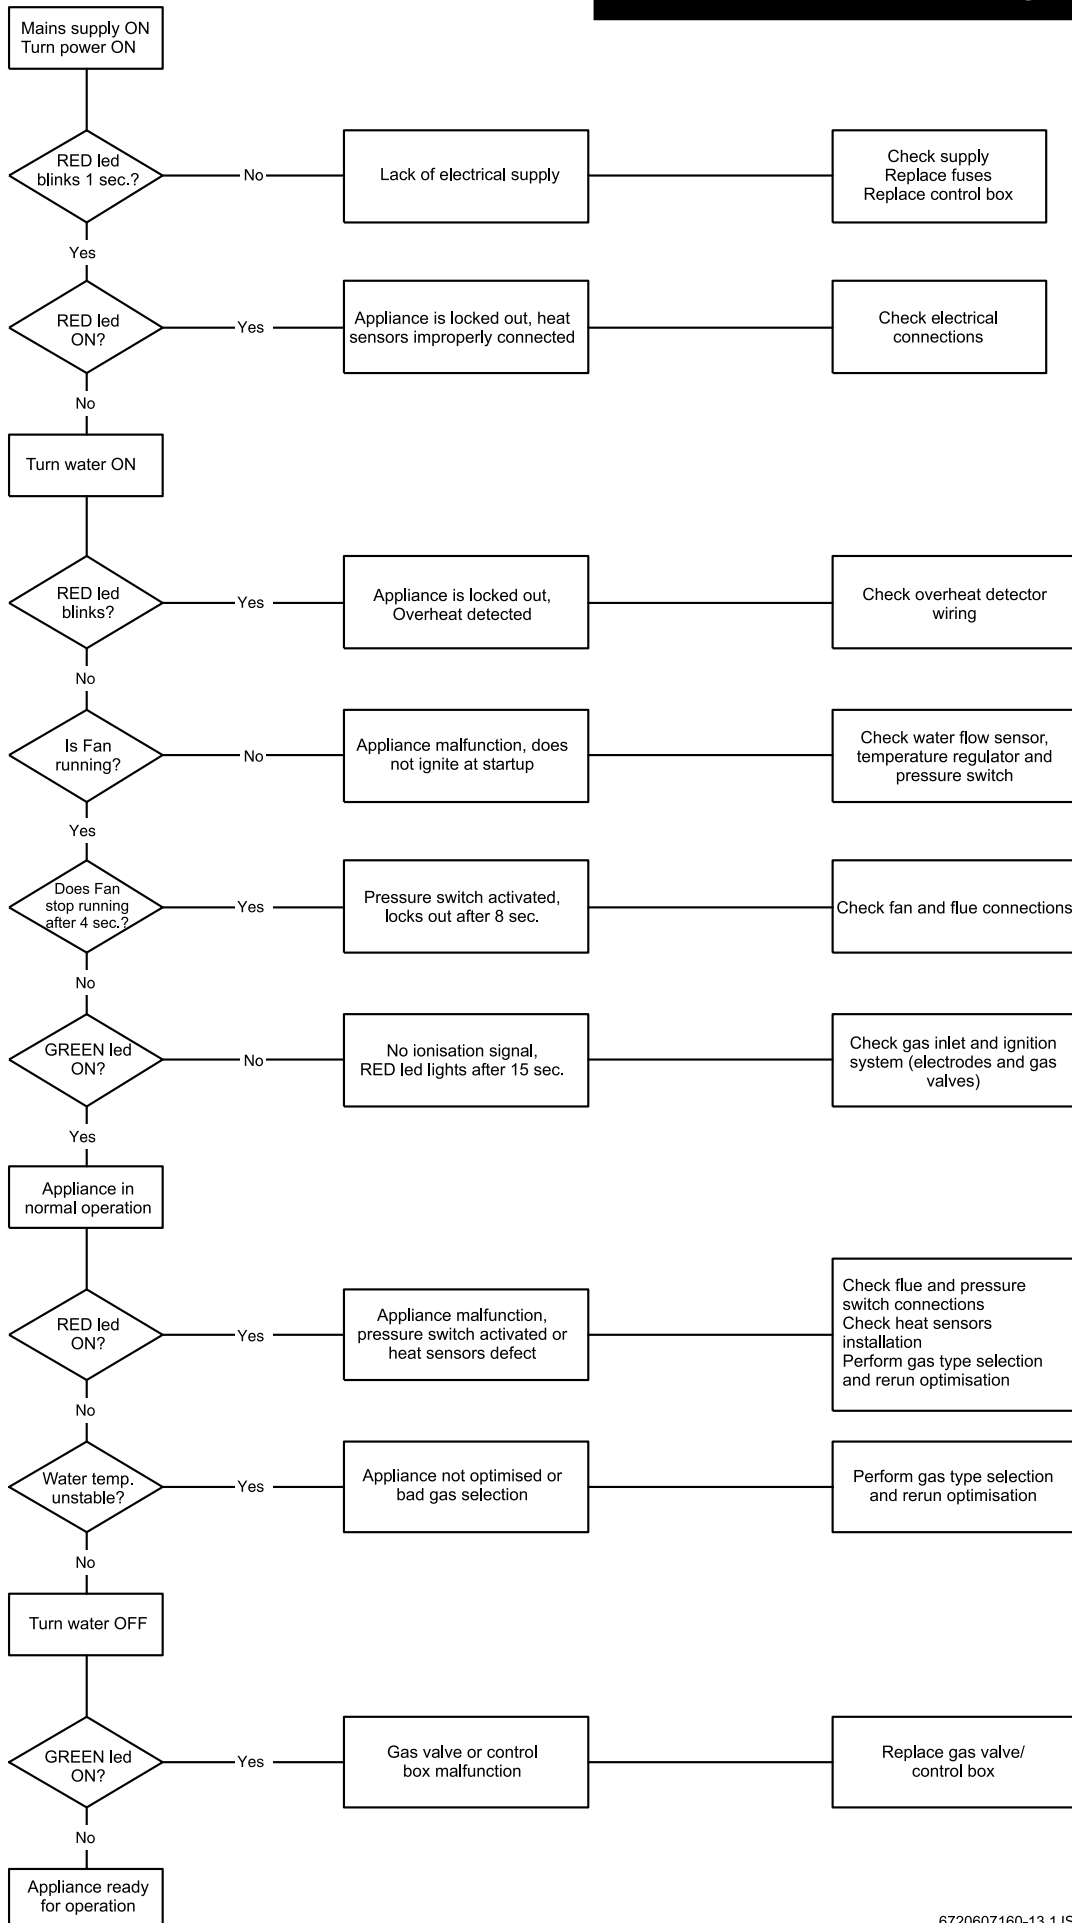 Mains supply ON
Turn power ON
RED led
blinks 1 sec.?
No
Lack of electrical supply
Check supply
Replace fuses
Replace control box
Yes
RED led
ON?
Yes
Appliance is locked out, heat
sensors improperly connected
Check electrical
connections
No
Turn water ON
RED led
blinks?
Yes
Appliance is locked out,
Overheat detected
Check overheat detector
wiring
No
Is Fan
running?
No
Appliance malfunction, does
not ignite at startup
Check water flow sensor,
temperature regulator and
pressure switch
Yes
Does Fan
stop running
after 4 sec.?
Yes
Pressure switch activated,
locks out after 8 sec.
Check fan and flue connections
No
GREEN led
ON?
No
No ionisation signal,
RED led lights after 15 sec.
Check gas inlet and ignition
system (electrodes and gas
valves)
Yes
Appliance in
normal operation
RED led
ON?
Yes
Appliance malfunction,
pressure switch activated or
heat sensors defect
Check flue and pressure
switch connections
Check heat sensors
installation
Perform gas type selection
and rerun optimisation
No
Water temp.
unstable?
Yes
Appliance not optimised or
bad gas selection
Perform gas type selection
and rerun optimisation
No
Turn water OFF
GREEN led
ON?
Yes
Gas valve or control
box malfunction
Replace gas valve/
control box
No
Appliance ready
for operation
6720607160-13.1JS